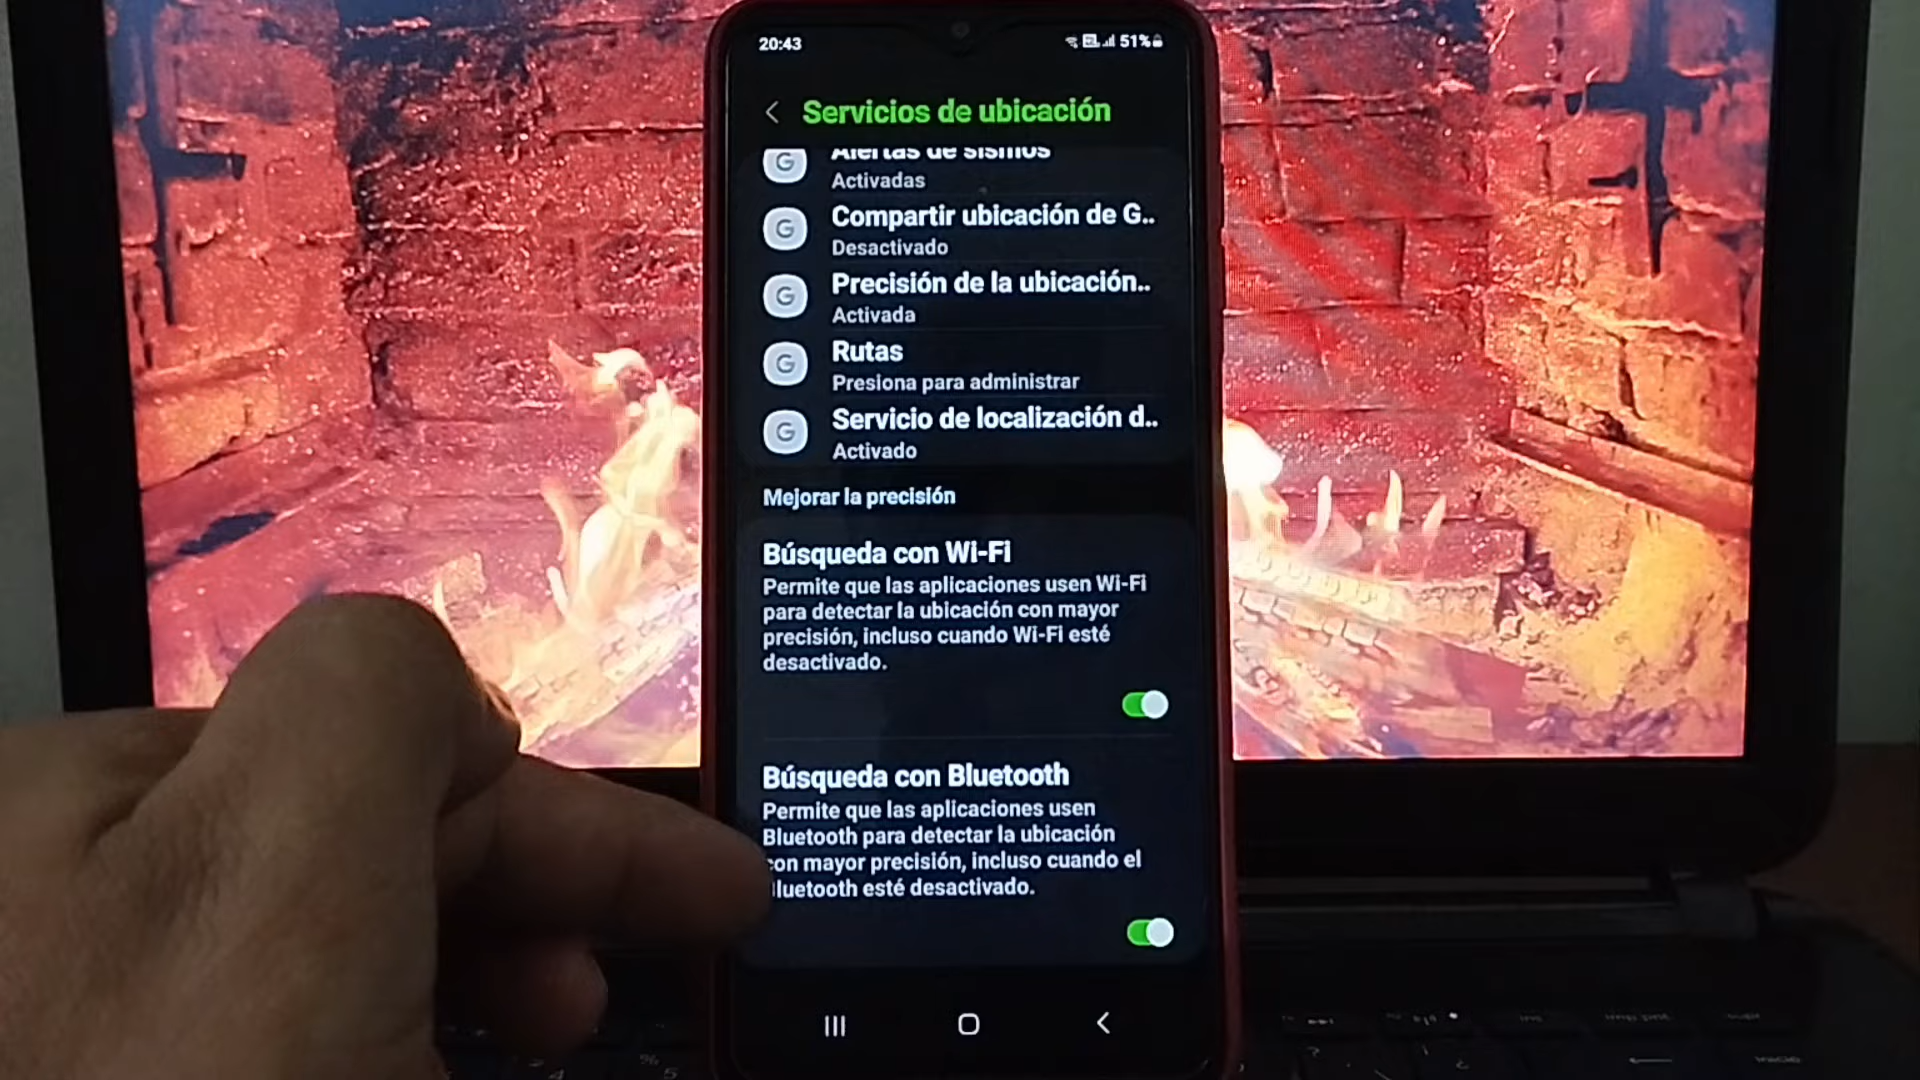 20:43
51%
Servicios de ubicación
Alertas de sismos
Activadas
Compartir ubicación de G..
Desactivado
Precisión de la ubicación..
Activada
Rutas
Presiona para administrar
Servicio de localización d..
Activado
Mejorar la precisión
Búsqueda con Wi-Fi
Permite que las aplicaciones usen Wi-Fi
para detectar la ubicación con mayor
precisión, incluso cuando Wi-Fi esté
desactivado.
Búsqueda con Bluetooth
Permite que las aplicaciones usen
Bluetooth para detectar la ubicación
con mayor precisión, incluso cuando el
luetooth esté desactivado.